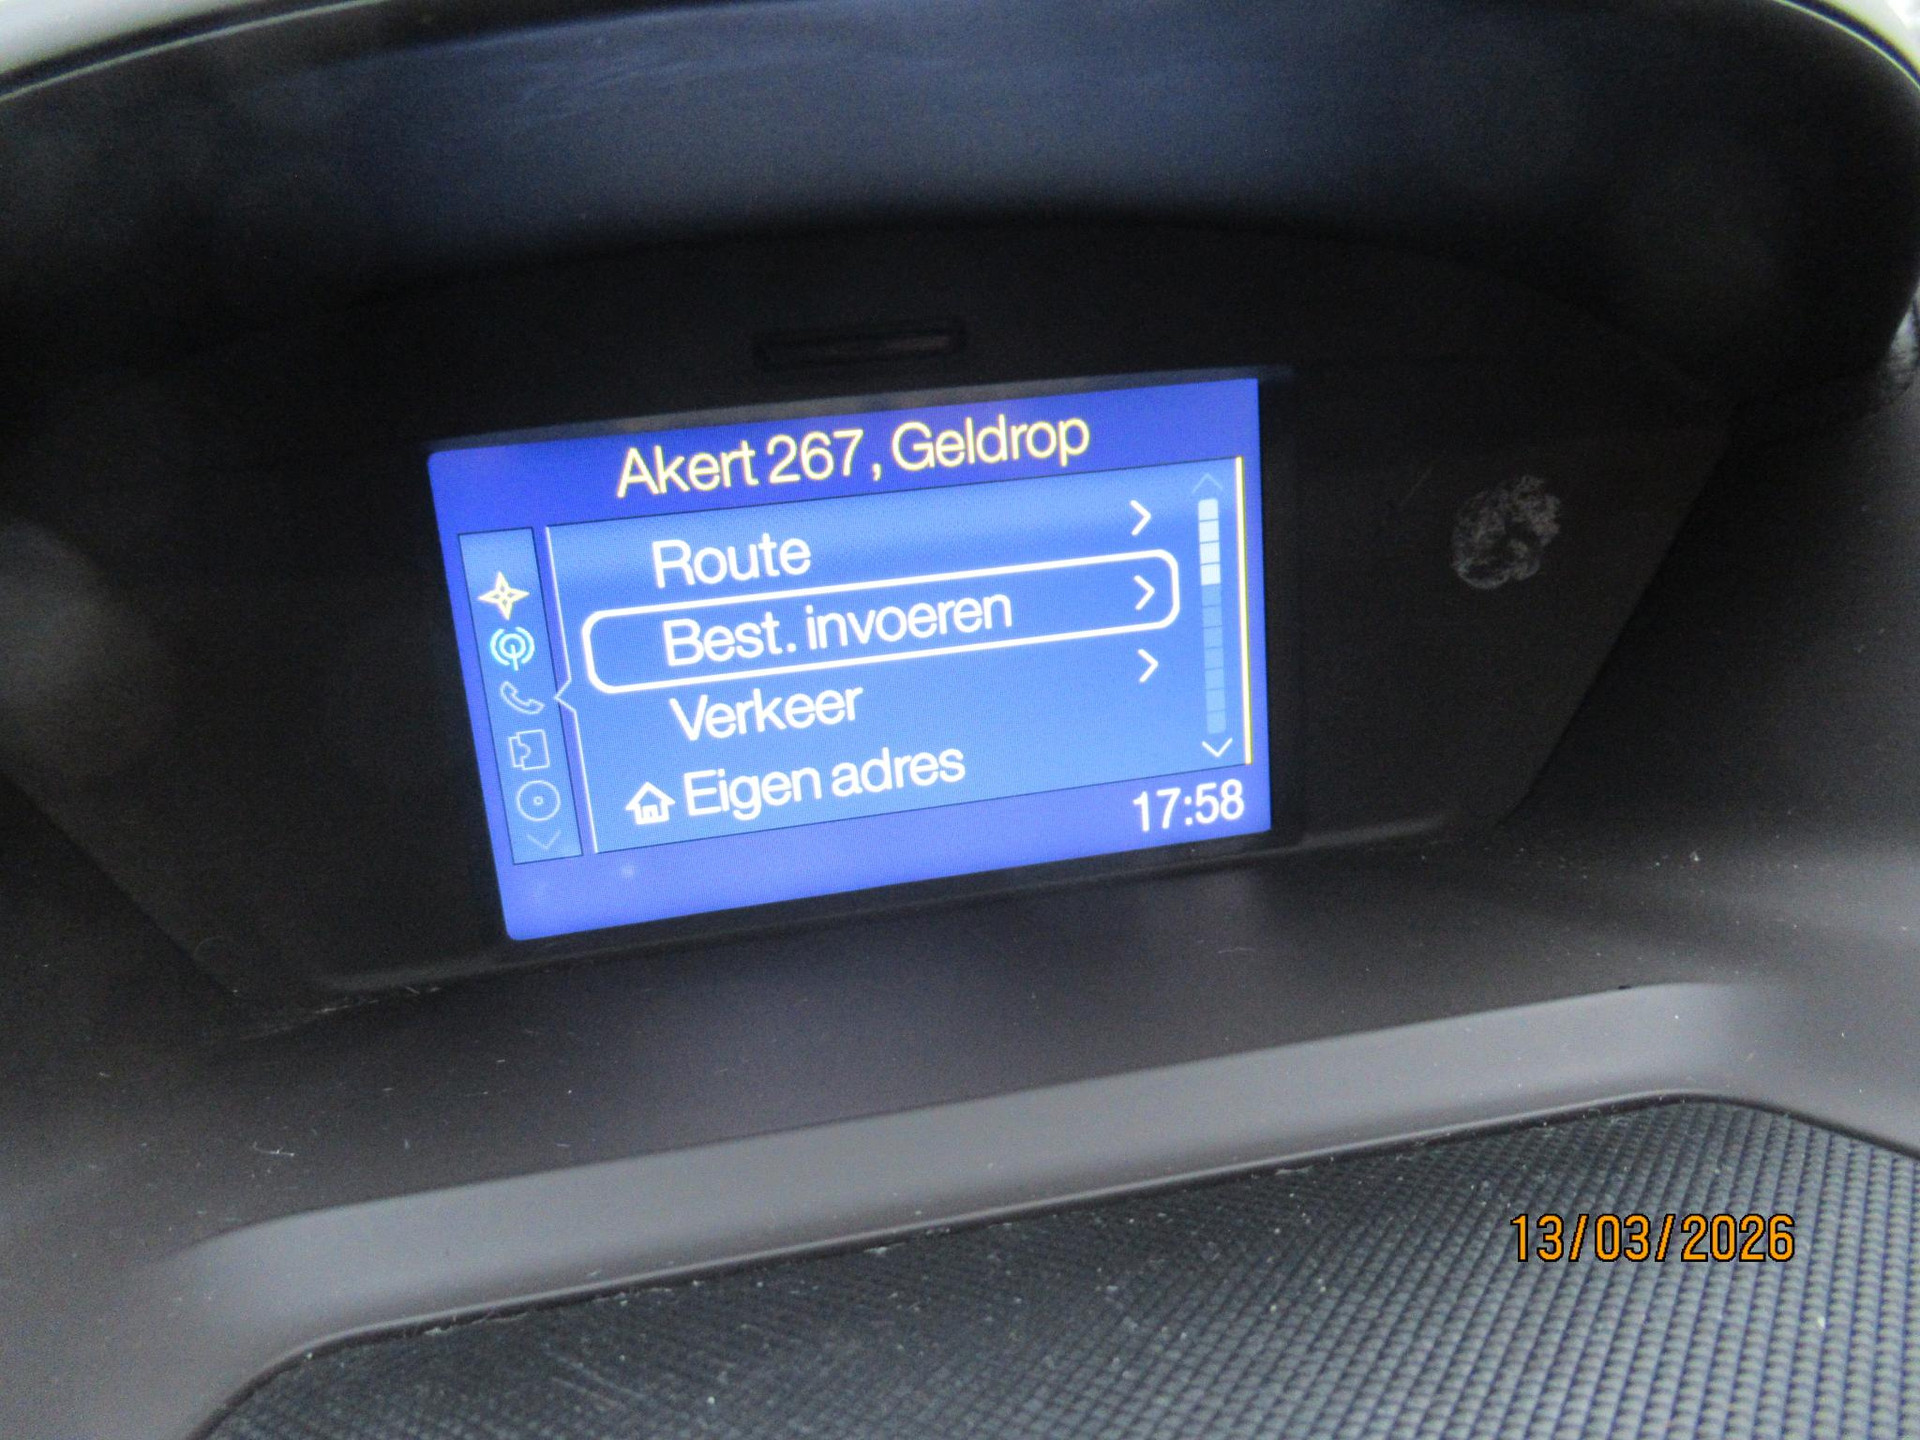 Akert 267, Geldrop
Route
Best. invoeren
Verkeer
Eigen adres
17:58
13/03/2026